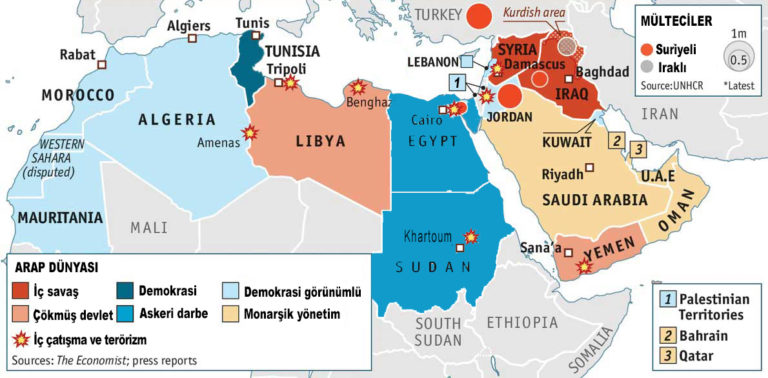 TURKEY
Kurdish area
MÜLTECİLER
1m
0.5
Suriyeli
Iraklı
Source:UNHCR
*Latest
Algiers
Tunis
Rabat
TUNISIA
Tripoli
SYRIA
LEBANON
Damascus
Baghdad
IRAQ
IRAN
MOROCCO
Benghaz
1
JORDAN
ALGERIA
Amenas
LIBYA
Cairo
EGYPT
KUWAIT
2
3
WESTERN
SAHARA
(disputed)
Riyadh
U.A.E
SAUDI ARABIA
OMAN
MAURITANIA
MALI
Khartoum
SUDAN
Sana'a
YEMEN
ARAP DÜNYASI
İç savaş
Demokrasi
Demokrasi görünümlü
Çökmüş devlet
Askeri darbe
Monarşik yönetim
İç çatışma ve terörizm
Sources: The Economist; press reports
SOUTH
SUDAN
ETHIOPIA
SOMALIA
1 Palestinian
Territories
2 Bahrain
3 Qatar